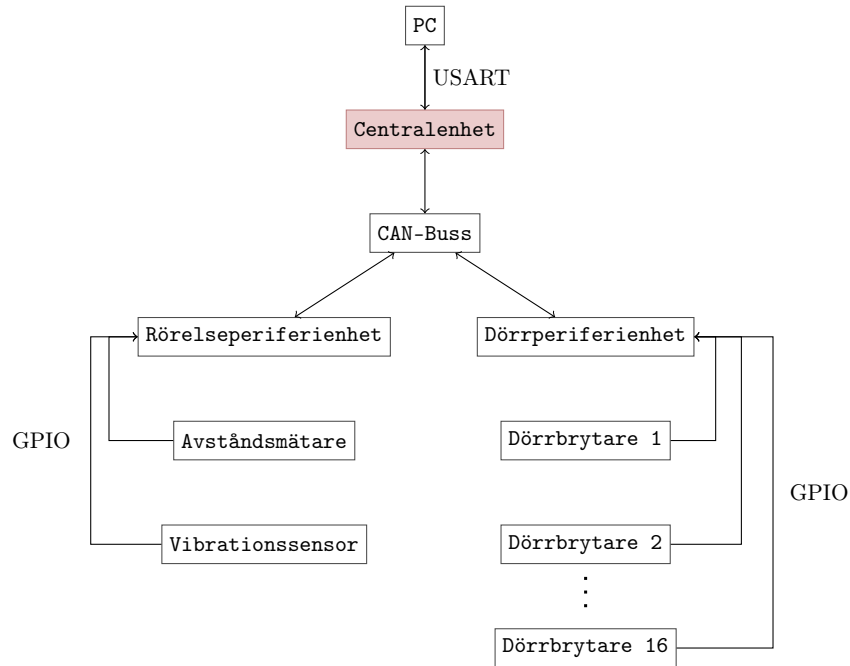 PC
USART
Centralenhet
CAN-Buss
Rörelseperiferienhet
Dörrperiferienhet
GPIO
Avståndsmätare
Dörrbrytare 1
GPIO
Vibrationssensor
Dörrbrytare 2
Dörrbrytare 16